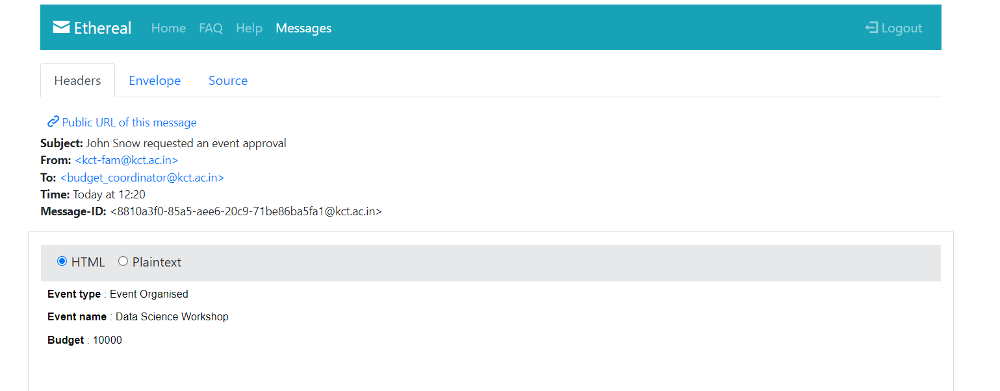 Ethereal Home FAQ Help Messages Logout
Headers Envelope Source
Public URL of this message
Subject: John Snow requested an event approval
From: <kct-fam@kct.ac.in>
To: <budget_coordinator@kct.ac.in>
Time: Today at 12:20
Message-ID: <8810a3f0-85a5-aee6-20c9-71be86ba5fa1@kct.ac.in>
HTML Plaintext
Event type : Event Organised
Event name : Data Science Workshop
Budget : 10000